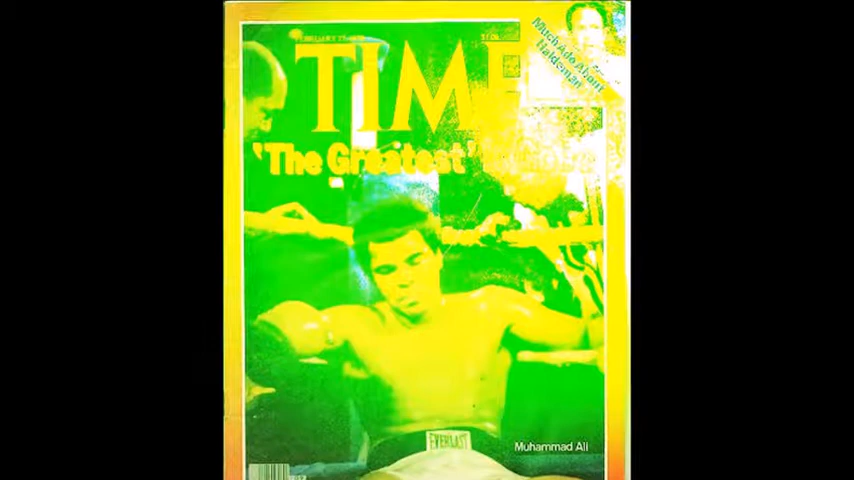 TIME
Much Ado About
Haldeman
'The Greatest'
EVERLAST
Muhammad Ali